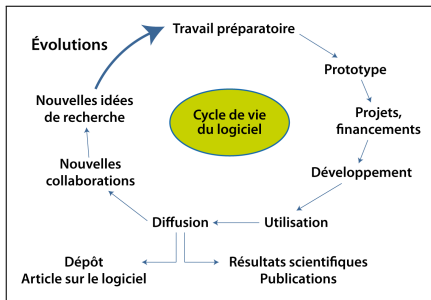 Évolutions
Travail préparatoire
Prototype
Projets,
financements
Développement
Utilisation
Diffusion
Dépôt
Article sur le logiciel
Résultats scientifiques
Publications
Nouvelles
collaborations
Nouvelles idées
de recherche
Cycle de vie
du logiciel